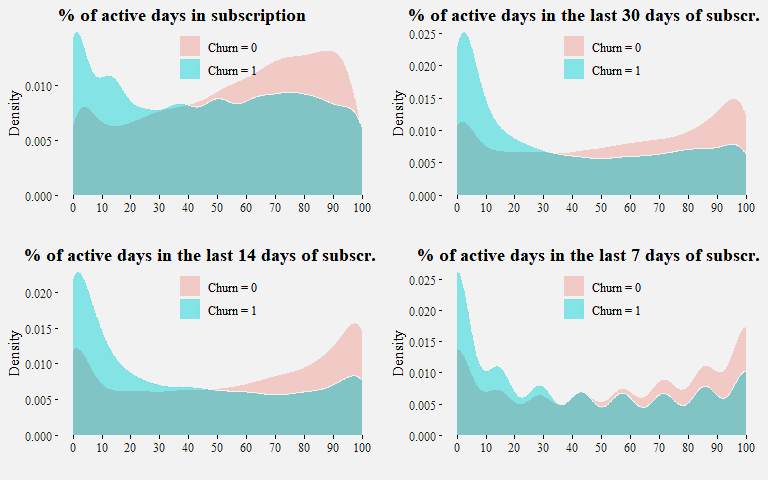 % of active days in subscription
Churn = 0
Churn = 1
Density
0.010
0.005
0.000
0 10 20 30 40 50 60 70 80 90 100
% of active days in the last 30 days of subscr.
Churn = 0
Churn = 1
Density
0.025
0.020
0.015
0.010
0.005
0.000
0 10 20 30 40 50 60 70 80 90 100
% of active days in the last 14 days of subscr.
Churn = 0
Churn = 1
Density
0.020
0.015
0.010
0.005
0.000
0 10 20 30 40 50 60 70 80 90 100
% of active days in the last 7 days of subscr.
Churn = 0
Churn = 1
Density
0.025
0.020
0.015
0.010
0.005
0.000
0 10 20 30 40 50 60 70 80 90 100